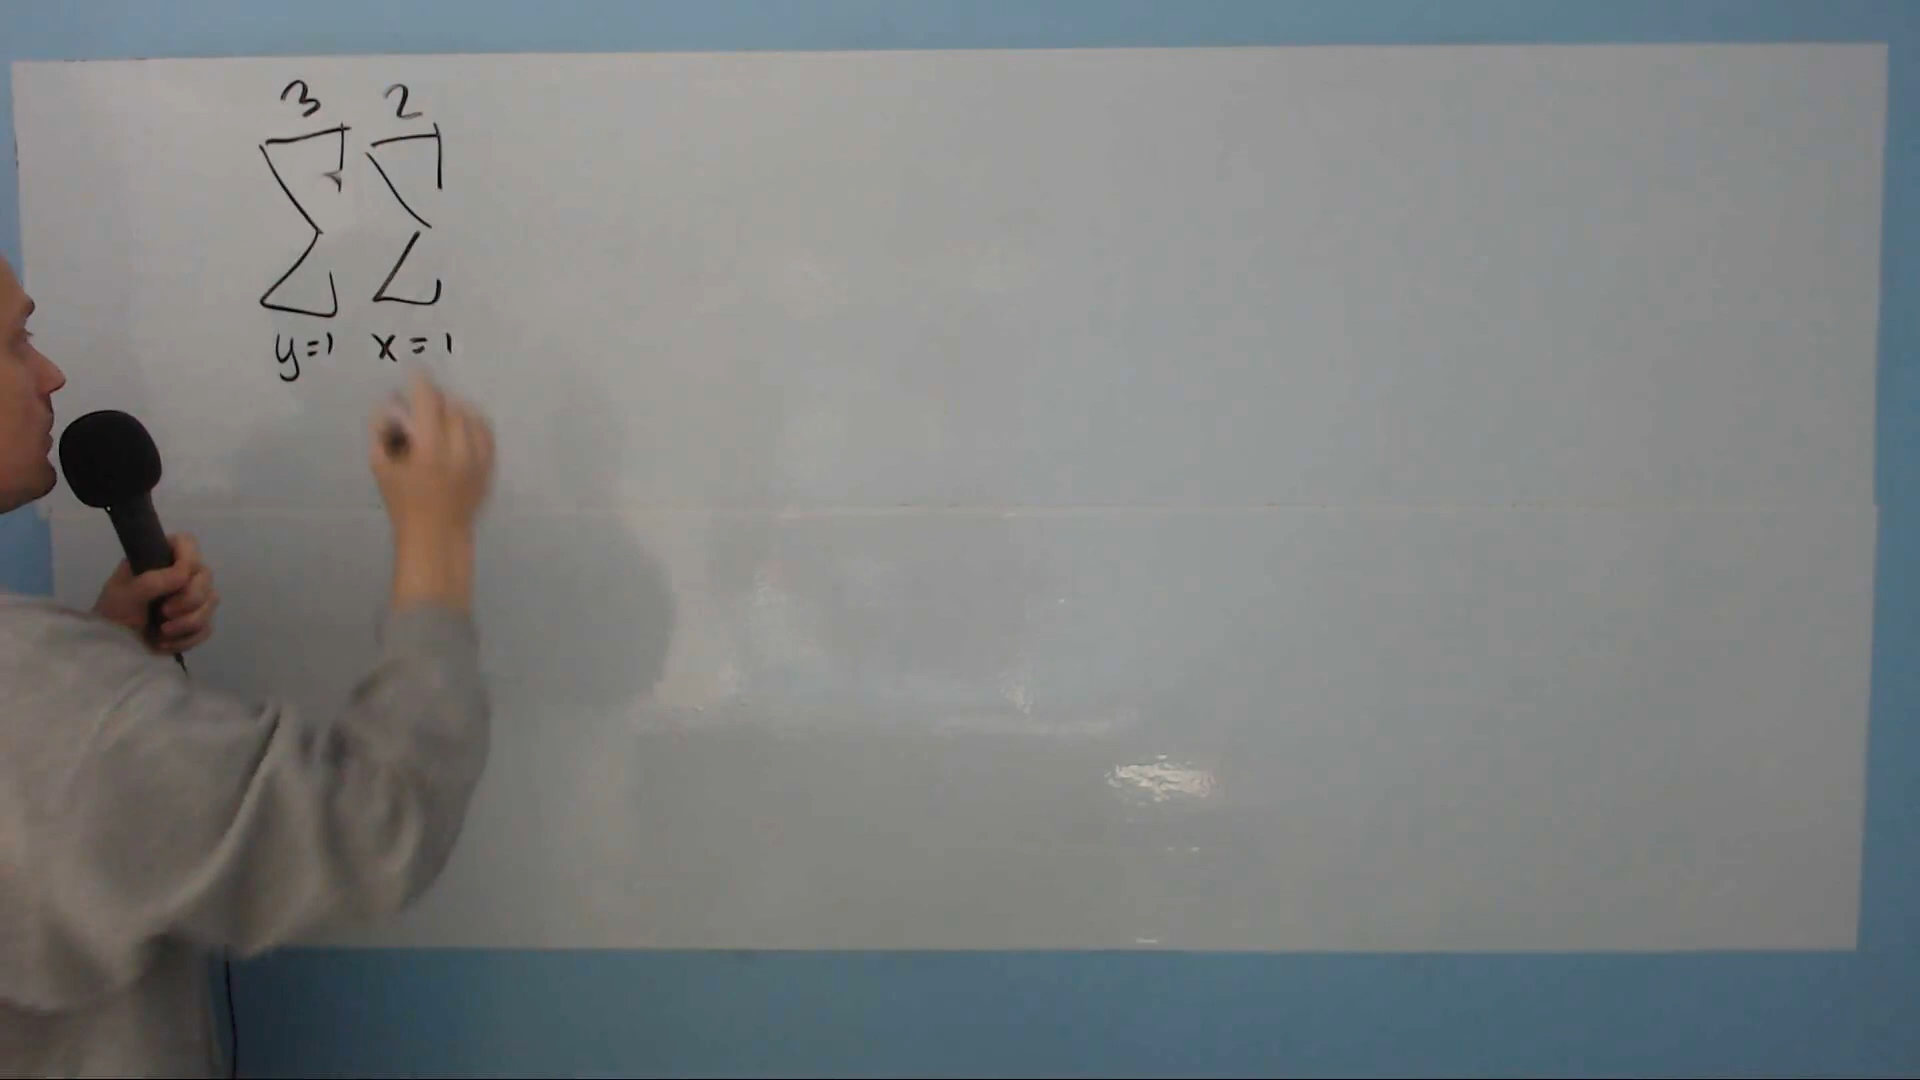 3 2
∑ ∑
y=1 x=1